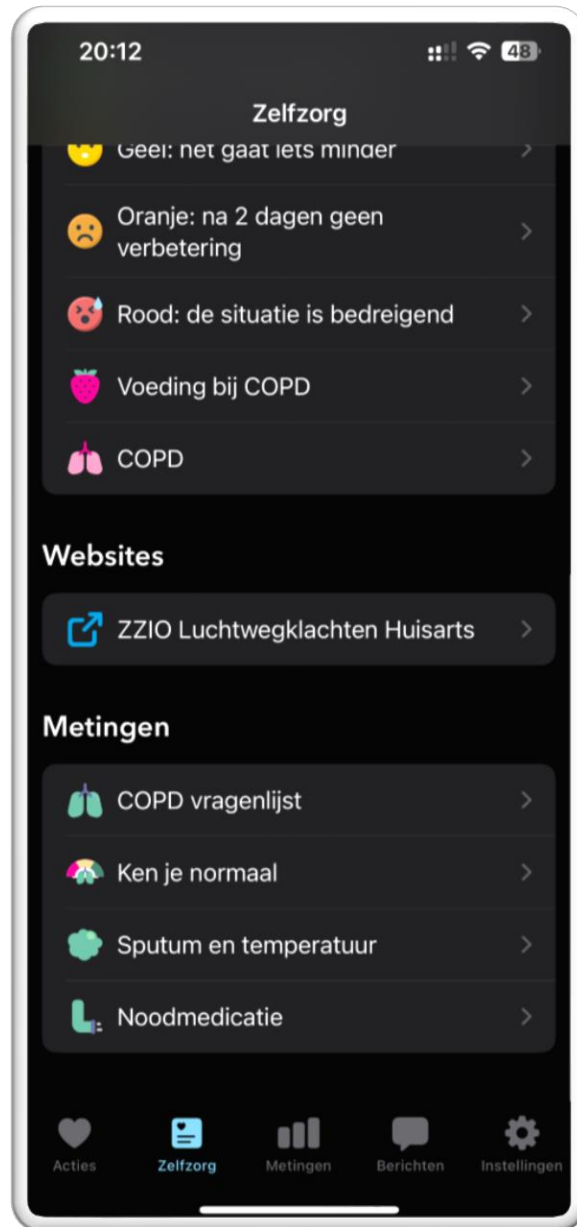 20:12
48
Zelfzorg
Geel: het gaat iets minder
Oranje: na 2 dagen geen
verbetering
Rood: de situatie is bedreigend
Voeding bij COPD
COPD
Websites
ZZIO Luchtwegklachten Huisarts
Metingen
COPD vragenlijst
Ken je normaal
Sputum en temperatuur
Noodmedicatie
Acties Zelfzorg Metingen Berichten Instellingen